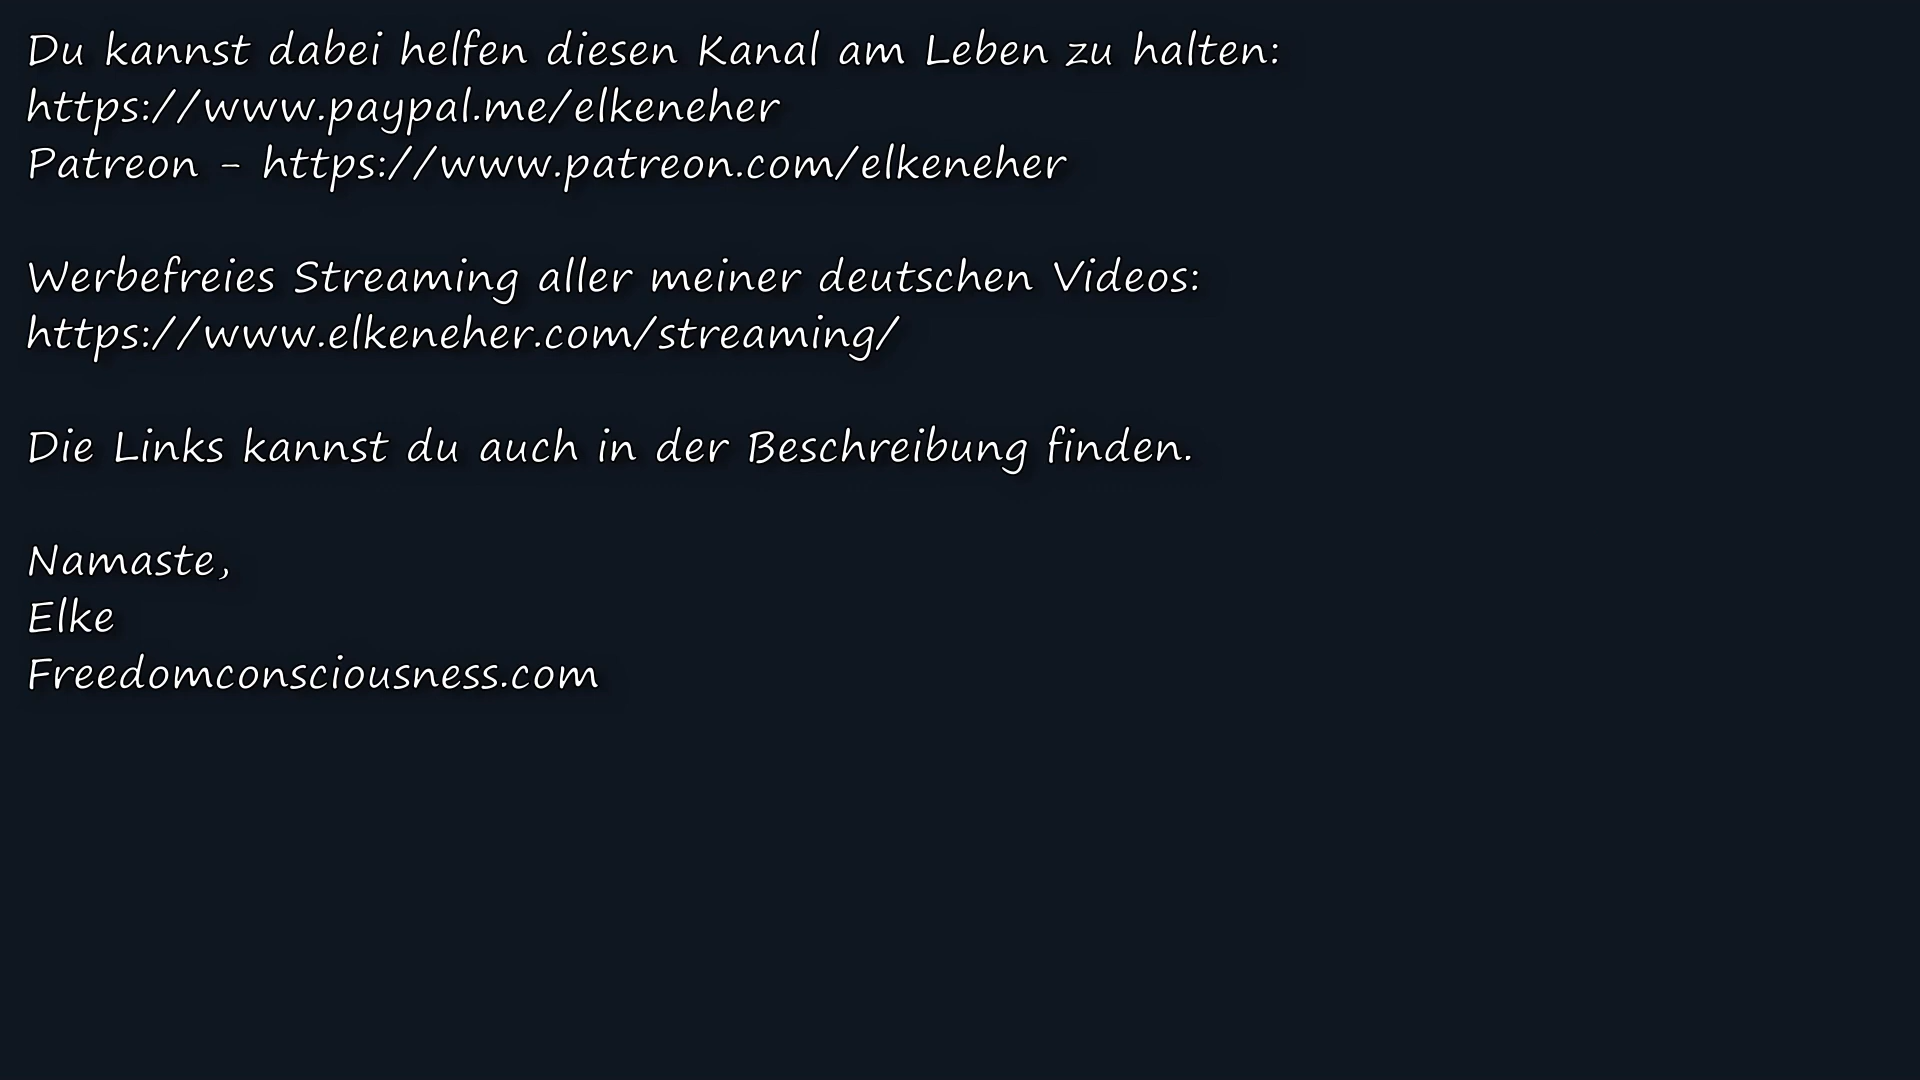 Du kannst dabei helfen diesen Kanal am Leben zu halten:
https://www.paypal.me/elkeneher
Patreon - https://www.patreon.com/elkeneher
Werbefreies Streaming aller meiner deutschen Videos:
https://www.elkeneher.com/streaming/
Die Links kannst du auch in der Beschreibung finden.
Namaste,
Elke
Freedomconsciousness.com